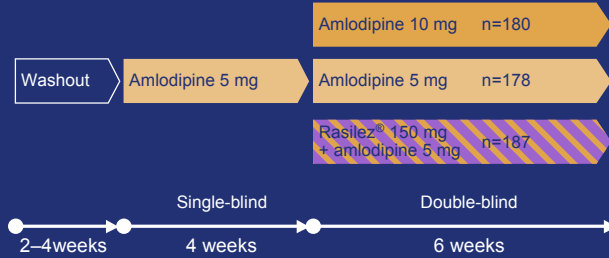 Amlodipine 10 mg n=180
Washout
Amlodipine 5 mg
Amlodipine 5 mg n=178
Rasilez® 150 mg
+ amlodipine 5 mg n=187
Single-blind
Double-blind
2–4weeks
4 weeks
6 weeks